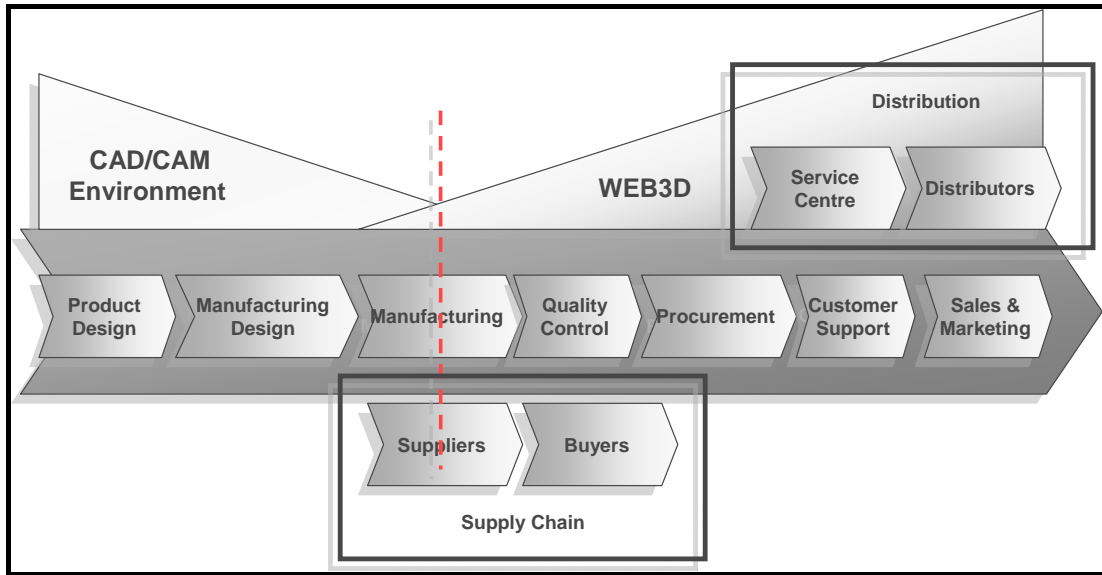 Distribution
CAD/CAM
Environment
WEB3D
Service
Centre
Distributors
Product
Design
Manufacturing
Design
Manufacturing
Quality
Control
Procurement
Customer
Support
Sales &
Marketing
Suppliers
Buyers
Supply Chain